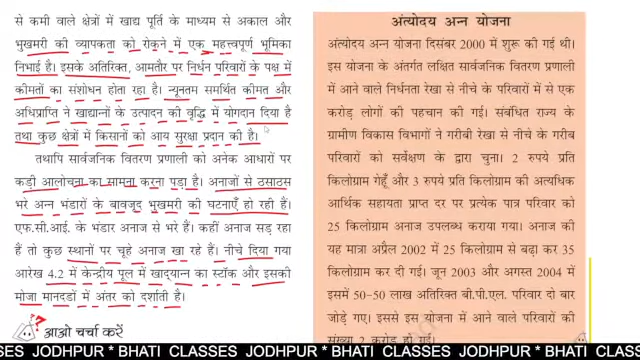 से कमी वाले क्षेत्रों में खाद्य पूर्ति के माध्यम से अकाल और
भुखमरी की व्यापकता को रोकने में एक महत्त्वपूर्ण भूमिका
निभाई है। इसके अतिरिक्त, आमतौर पर निर्धन परिवारों के पक्ष में
कीमतों का संशोधन होता रहा है। न्यूनतम समर्थित कीमत और
अधिप्राप्ति ने खाद्यान्नों के उत्पादन की वृद्धि में योगदान दिया है
तथा कुछ क्षेत्रों में किसानों को आय सुरक्षा प्रदान की है।
तथापि सार्वजनिक वितरण प्रणाली को अनेक आधारों पर
कड़ी आलोचना का सामना करना पड़ा है। अनाजों से ठसाठस
भरे अन्न भंडारों के बावजूद भुखमरी की घटनाएँ हो रही हैं।
एफ.सी.आई. के भंडार अनाज से भरे हैं। कहीं अनाज सड़ रहा
है तो कुछ स्थानों पर चूहे अनाज खा रहे हैं। नीचे दिया गया
आरेख 4.2 में केन्द्रीय पूल में खाद्यान्न का स्टॉक और इसकी
मोजा मानदडों में अंतर को दर्शाती है।
आओ चर्चा करें
अंत्योदय अन्न योजना
अंत्योदय अन्न योजना दिसंबर 2000 में शुरू की गई थी।
इस योजना के अंतर्गत लक्षित सार्वजनिक वितरण प्रणाली
में आने वाले निर्धनता रेखा से नीचे के परिवारों में से एक
करोड़ लोगों की पहचान की गई। संबंधित राज्य के
ग्रामीण विकास विभागों ने गरीबी रेखा से नीचे के गरीब
परिवारों को सर्वेक्षण के द्वारा चुना। 2 रुपये प्रति
किलोग्राम गेहूँ और 3 रुपये प्रति किलोग्राम की अत्यधिक
आर्थिक सहायता प्राप्त दर पर प्रत्येक पात्र परिवार
को 25 किलोग्राम अनाज उपलब्ध कराया गया। अनाज की
यह मात्रा अप्रैल 2002 में 25 किलोग्राम से बढ़ा कर 35
किलोग्राम कर दी गई। जून 2003 और अगस्त 2004 में
इसमें 50-50 लाख अतिरिक्त बी.पी.एल. परिवार दो बार
जोड़े गए। इससे इस योजना में आने वाले परिवारों की
संख्या 2 करोड़ हो गई।
SSES JODHPUR * BHATI CLASSES JODHPUR * BHATI CLASSES JODHPUR * BHATI